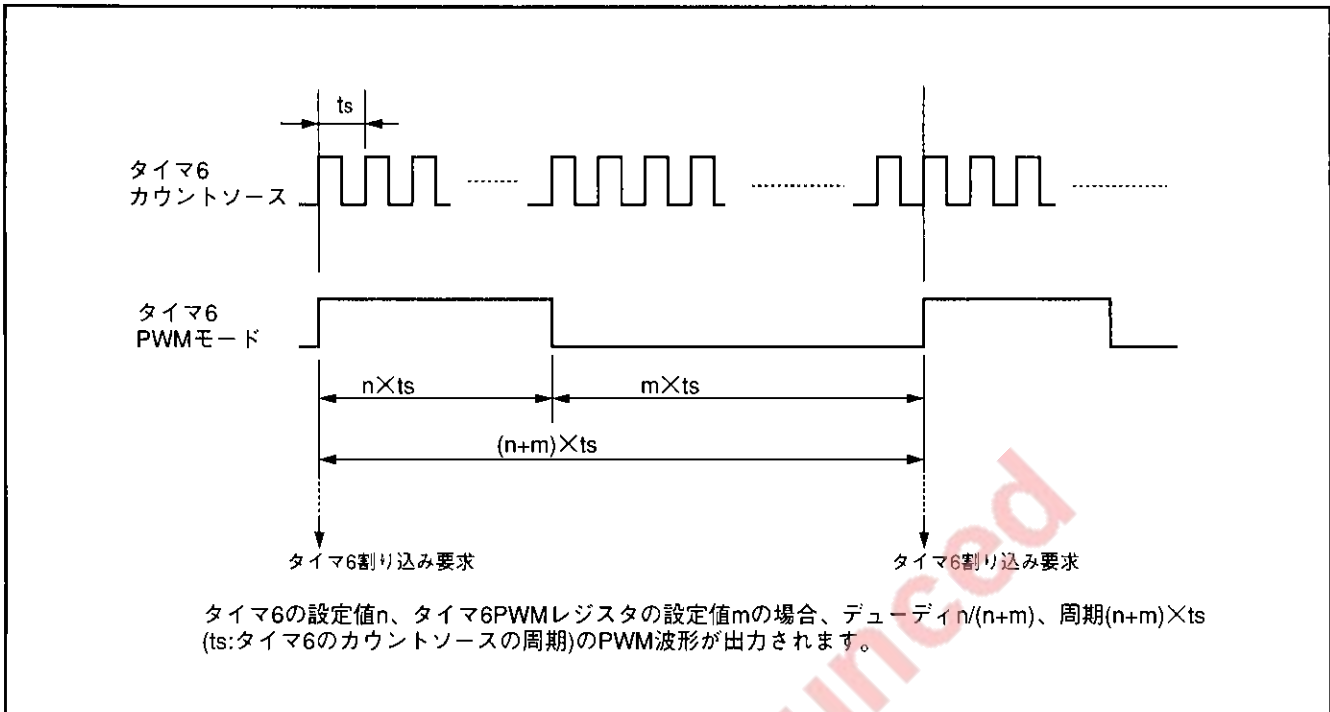 ts
タイマ6
カウントソース
タイマ6
PWMモード
n×ts
m×ts
(n+m)×ts
タイマ6割り込み要求
タイマ6割り込み要求
タイマ6の設定値n、タイマ6PWMレジスタの設定値mの場合、デューディn/(n+m)、周期(n+m)×ts
(ts:タイマ6のカウントソースの周期)のPWM波形が出力されます。
unced